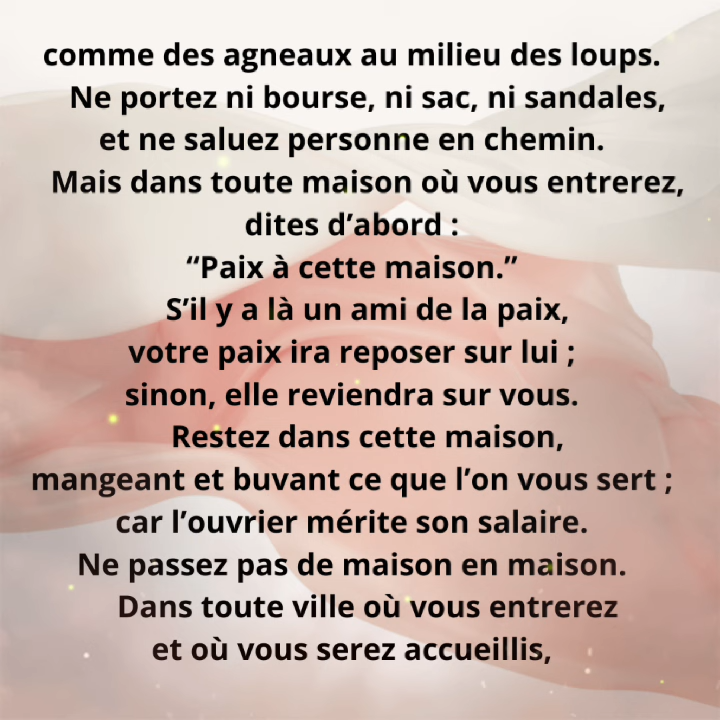 comme des agneaux au milieu des loups.
Ne portez ni bourse, ni sac, ni sandales,
et ne saluez personne en chemin.
Mais dans toute maison où vous entrerez,
dites d’abord :
“Paix à cette maison.”
S’il y a là un ami de la paix,
votre paix ira reposer sur lui ;
sinon, elle reviendra sur vous.
Restez dans cette maison,
mangeant et buvant ce que l’on vous sert ;
car l’ouvrier mérite son salaire.
Ne passez pas de maison en maison.
Dans toute ville où vous entrerez
et où vous serez accueillis,